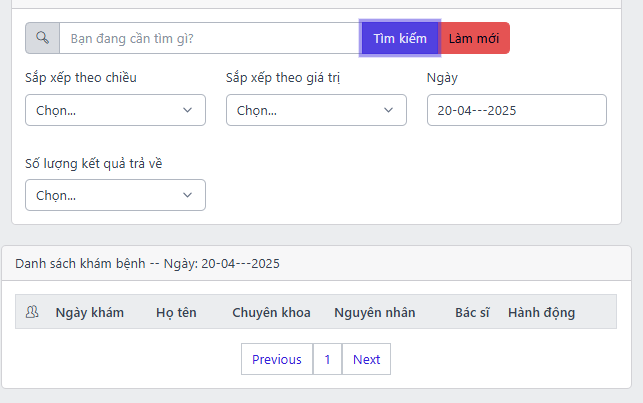 Bạn đang cần tìm gì? Tìm kiếm Làm mới
Sắp xếp theo chiều Sắp xếp theo giá trị Ngày
Chọn... Chọn... 20-04---2025
Số lượng kết quả trả về
Chọn...
Danh sách khám bệnh -- Ngày: 20-04---2025
Ngày khám Họ tên Chuyên khoa Nguyên nhân Bác sĩ Hành động
Previous 1 Next